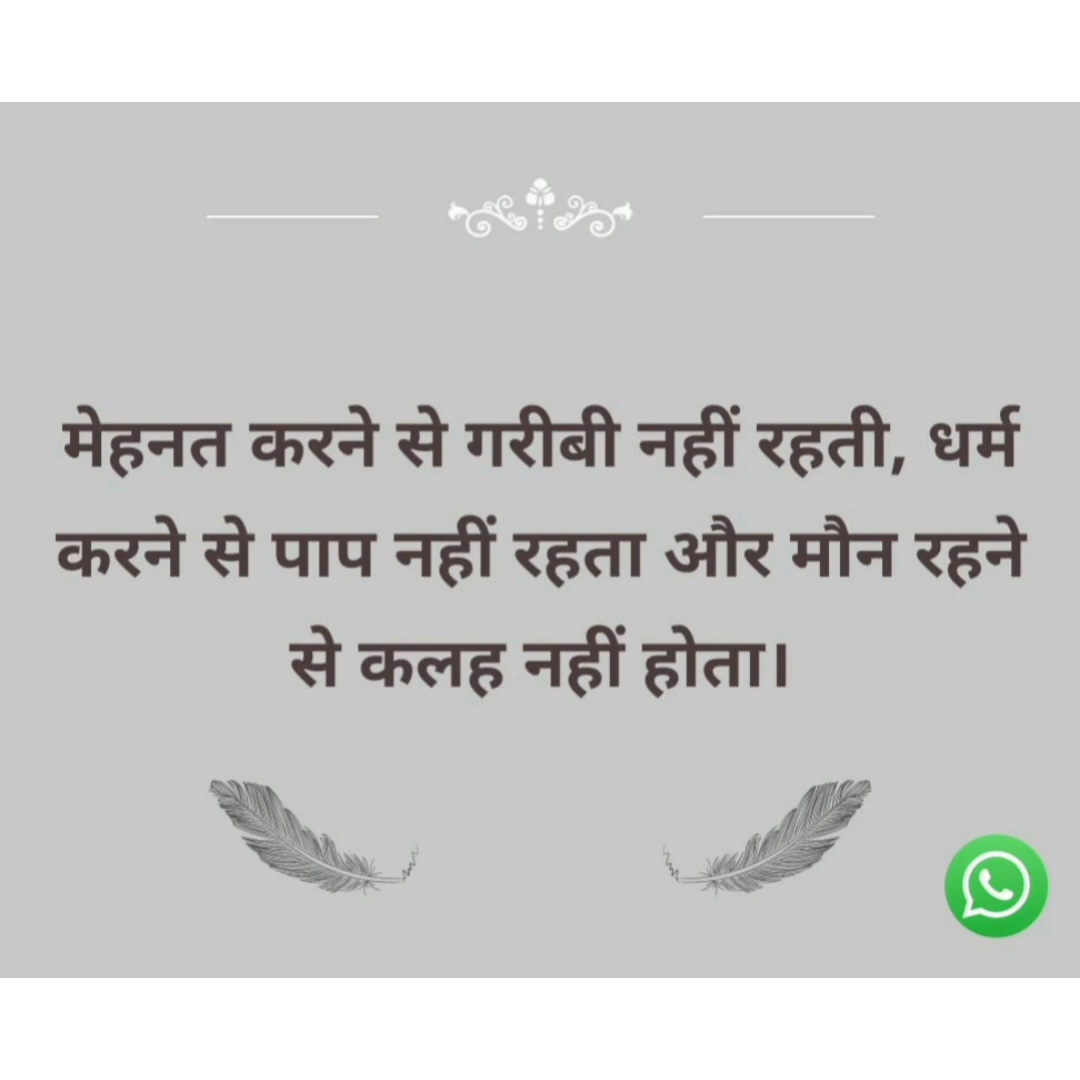 मेहनत करने से गरीबी नहीं रहती, धर्म
करने से पाप नहीं रहता और मौन रहने
से कलह नहीं होता।